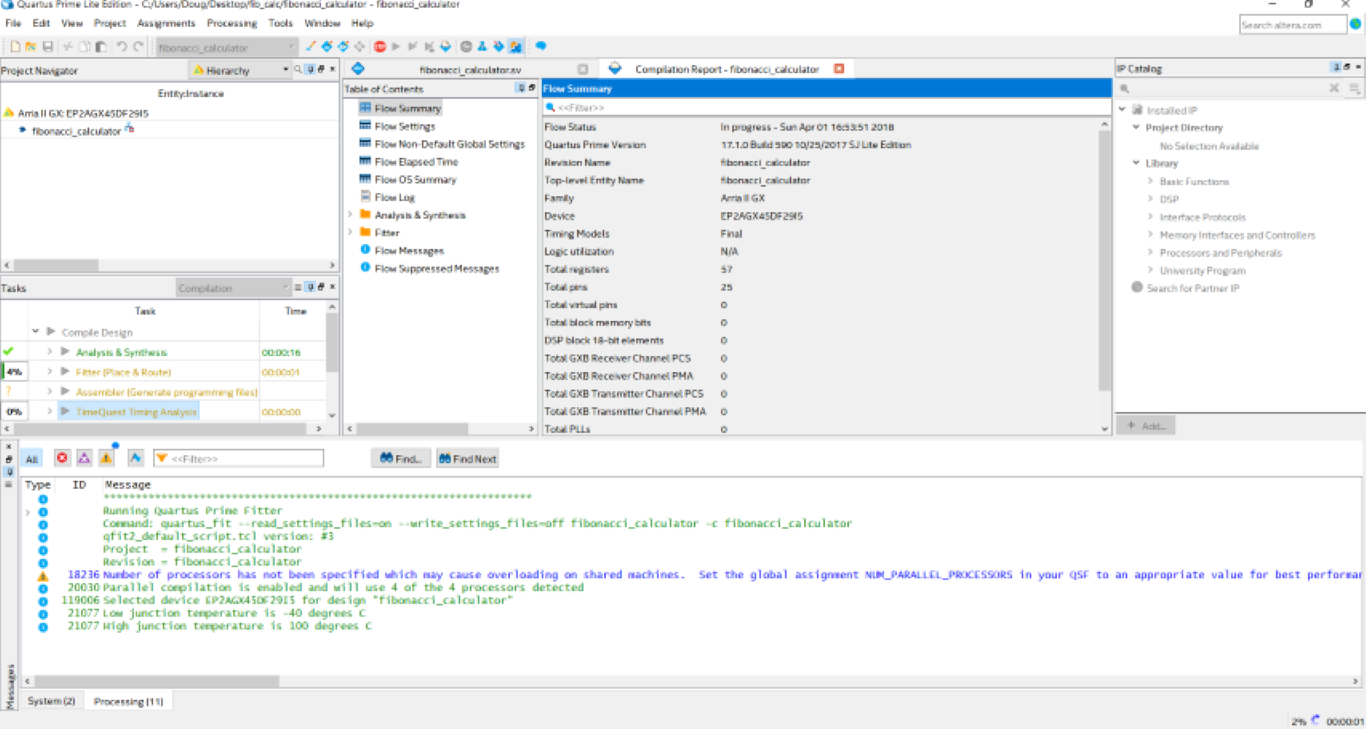 Quartus Prime Lite Edition - C:/Users/Doug/Desktop/fib_calc/fibonacci_calculator - fibonacci_calculator
File Edit View Project Assignments Processing Tools Window Help
Search altera.com
fibonacci_calculator
Project Navigator
Hierarchy
Entity:Instance
Arria II GX: EP2AGX45DF29I5
fibonacci_calculator
Tasks
Compilation
Task Time
Compile Design
Analysis & Synthesis 00:00:16
4% Fitter (Place & Route) 00:00:01
? Assembler (Generate programming files)
0% TimeQuest Timing Analysis 00:00:00
fibonacci_calculator.sv
Compilation Report - fibonacci_calculator
Table of Contents
Flow Summary
Flow Settings
Flow Non-Default Global Settings
Flow Elapsed Time
Flow OS Summary
Flow Log
Analysis & Synthesis
Fitter
Flow Messages
Flow Suppressed Messages
Flow Summary
<<Filter>>
Flow Status In progress - Sun Apr 01 16:53:51 2018
Quartus Prime Version 17.1.0 Build 590 10/25/2017 SJ Lite Edition
Revision Name fibonacci_calculator
Top-level Entity Name fibonacci_calculator
Family Arria II GX
Device EP2AGX45DF29I5
Timing Models Final
Logic utilization N/A
Total registers 57
Total pins 25
Total virtual pins 0
Total block memory bits 0
DSP block 18-bit elements 0
Total GXB Receiver Channel PCS 0
Total GXB Receiver Channel PMA 0
Total GXB Transmitter Channel PCS 0
Total GXB Transmitter Channel PMA 0
Total PLLs 0
IP Catalog
Installed IP
Project Directory
No Selection Available
Library
Basic Functions
DSP
Interface Protocols
Memory Interfaces and Controllers
Processors and Peripherals
University Program
Search for Partner IP
+ Add...
All
<<Filter>>
Find...
Find Next
Type ID Message
*******************************************************************
Running Quartus Prime Fitter
Command: quartus_fit --read_settings_files=on --write_settings_files=off fibonacci_calculator -c fibonacci_calculator
qfit2_default_script.tcl version: #3
Project = fibonacci_calculator
Revision = fibonacci_calculator
18236 Number of processors has not been specified which may cause overloading on shared machines. Set the global assignment NUM_PARALLEL_PROCESSORS in your QSF to an appropriate value for best performan
20030 Parallel compilation is enabled and will use 4 of the 4 processors detected
119006 Selected device EP2AGX45DF29I5 for design "fibonacci_calculator"
21077 Low junction temperature is -40 degrees C
21077 High junction temperature is 100 degrees C
Messages
System (2)
Processing (11)
2% 00:00:01